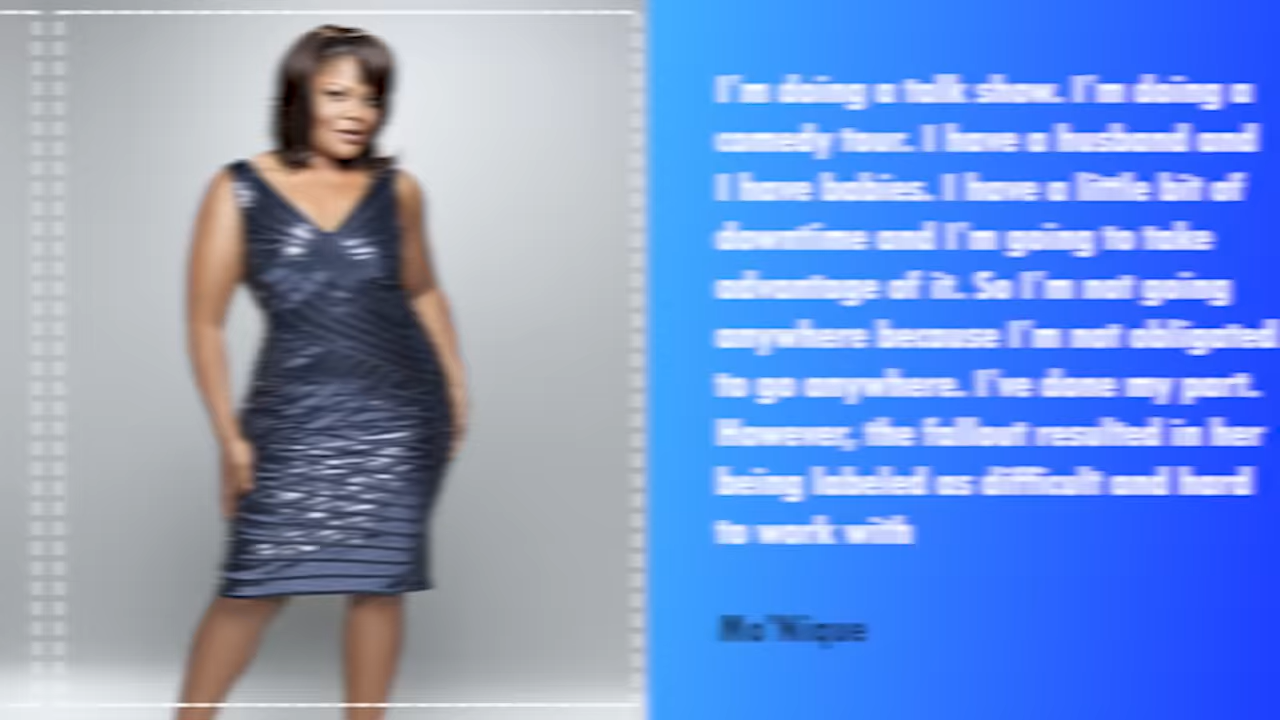 I'm doing a talk show. I'm doing a
comedy tour. I have a husband and
I have babies. I have a little bit of
downtime and I'm going to take
advantage of it. So I'm not going
anywhere because I'm not obligated
to go anywhere. I've done my part.
However, the fallout resulted in her
being labeled as difficult and hard
to work with
Mo'Nique